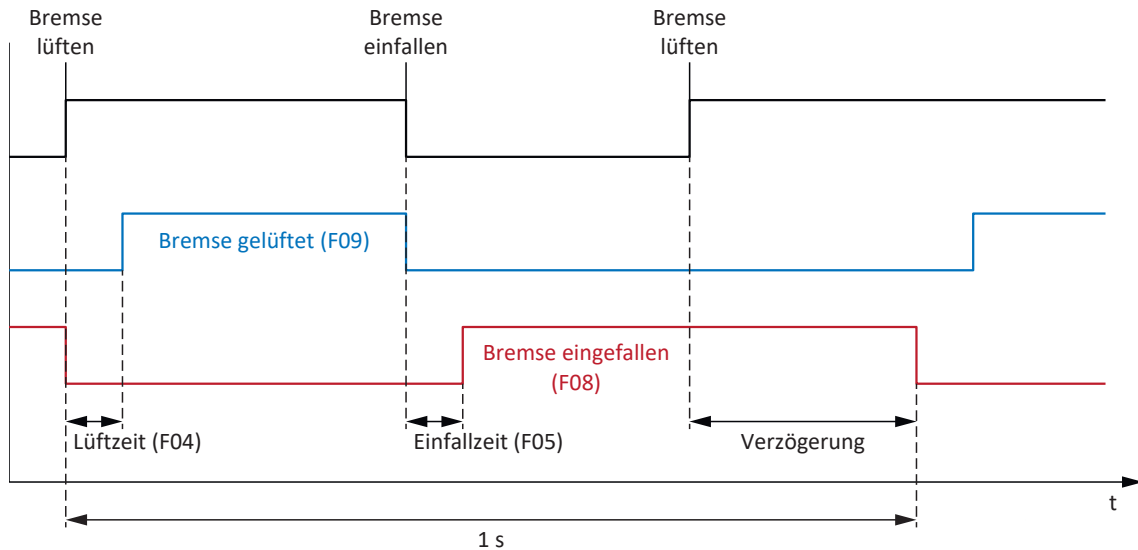 Bremse
lüften
Bremse
einfallen
Bremse
lüften
Bremse gelüftet (F09)
Bremse eingefallen
(F08)
Lüftzeit (F04)
Einfallzeit (F05)
Verzögerung
t
1 s